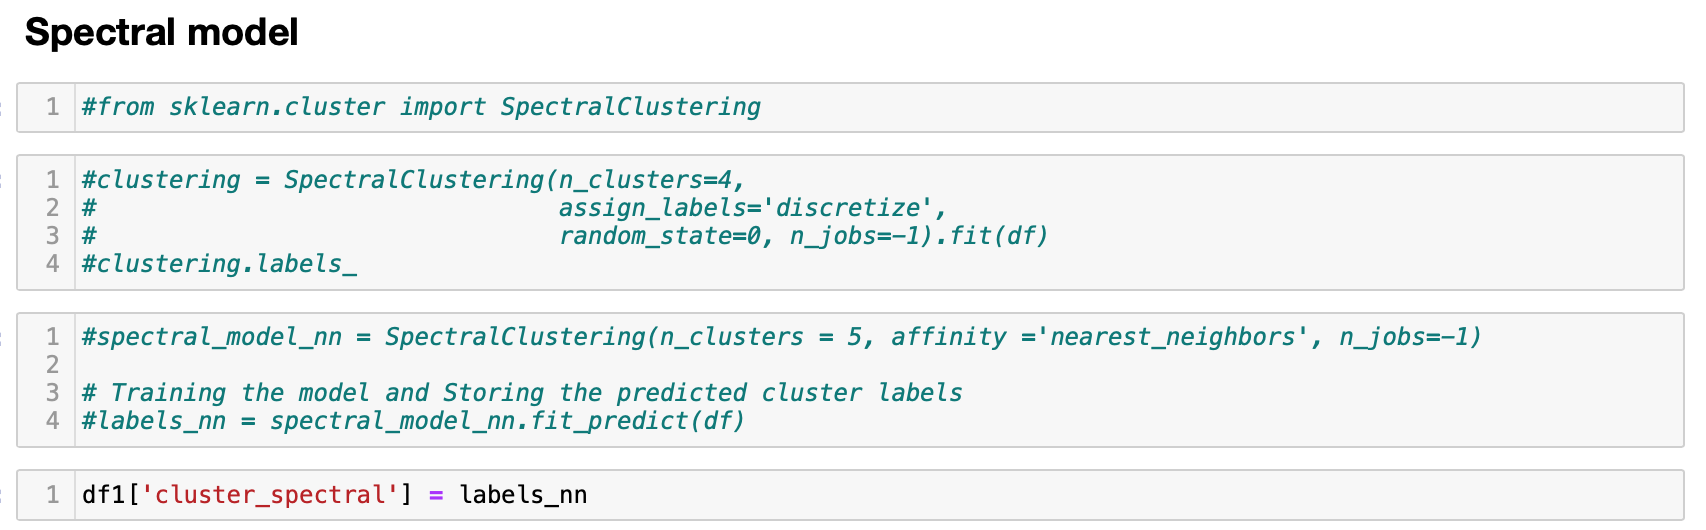 Spectral model
1 #from sklearn.cluster import SpectralClustering
1 #clustering = SpectralClustering(n_clusters=4,
2 #                                assign_labels='discretize',
3 #                                random_state=0, n_jobs=-1).fit(df)
4 #clustering.labels_
1 #spectral_model_nn = SpectralClustering(n_clusters = 5, affinity ='nearest_neighbors', n_jobs=-1)
2
3 # Training the model and Storing the predicted cluster labels
4 #labels_nn = spectral_model_nn.fit_predict(df)
1 df1['cluster_spectral'] = labels_nn